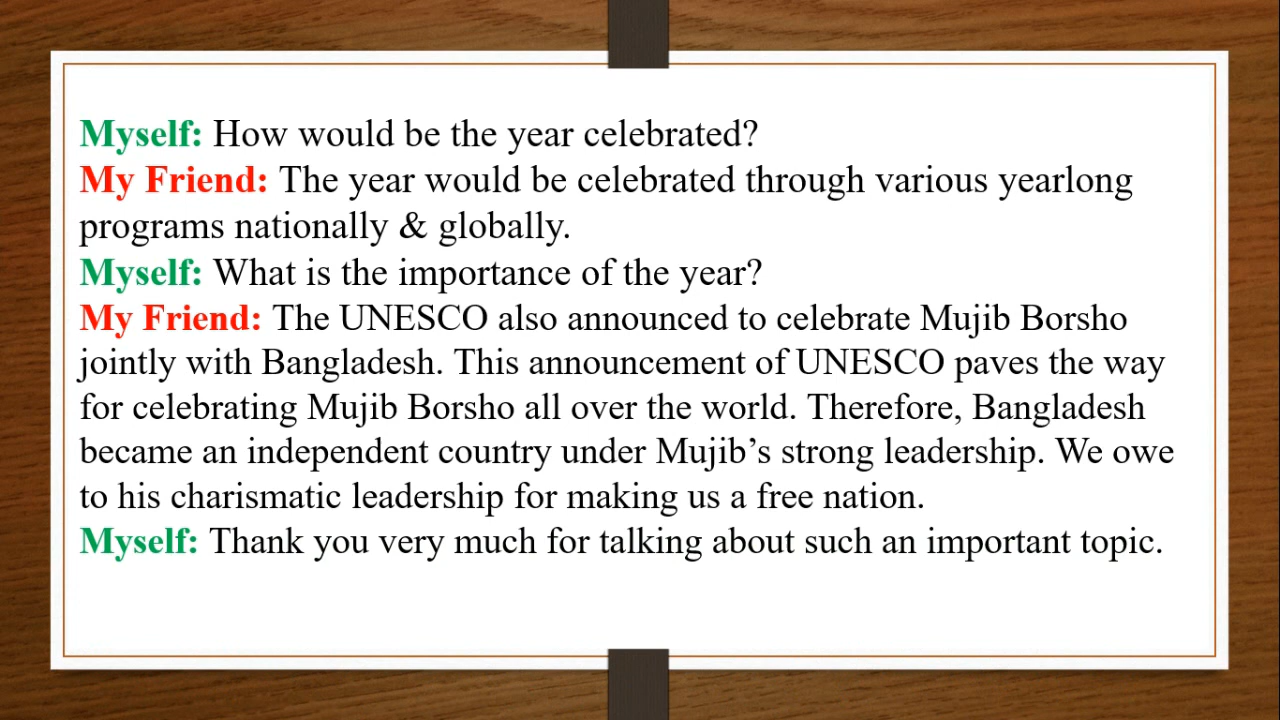 Myself: How would be the year celebrated?
My Friend: The year would be celebrated through various yearlong
programs nationally & globally.
Myself: What is the importance of the year?
My Friend: The UNESCO also announced to celebrate Mujib Borsho
jointly with Bangladesh. This announcement of UNESCO paves the way
for celebrating Mujib Borsho all over the world. Therefore, Bangladesh
became an independent country under Mujib’s strong leadership. We owe
to his charismatic leadership for making us a free nation.
Myself: Thank you very much for talking about such an important topic.